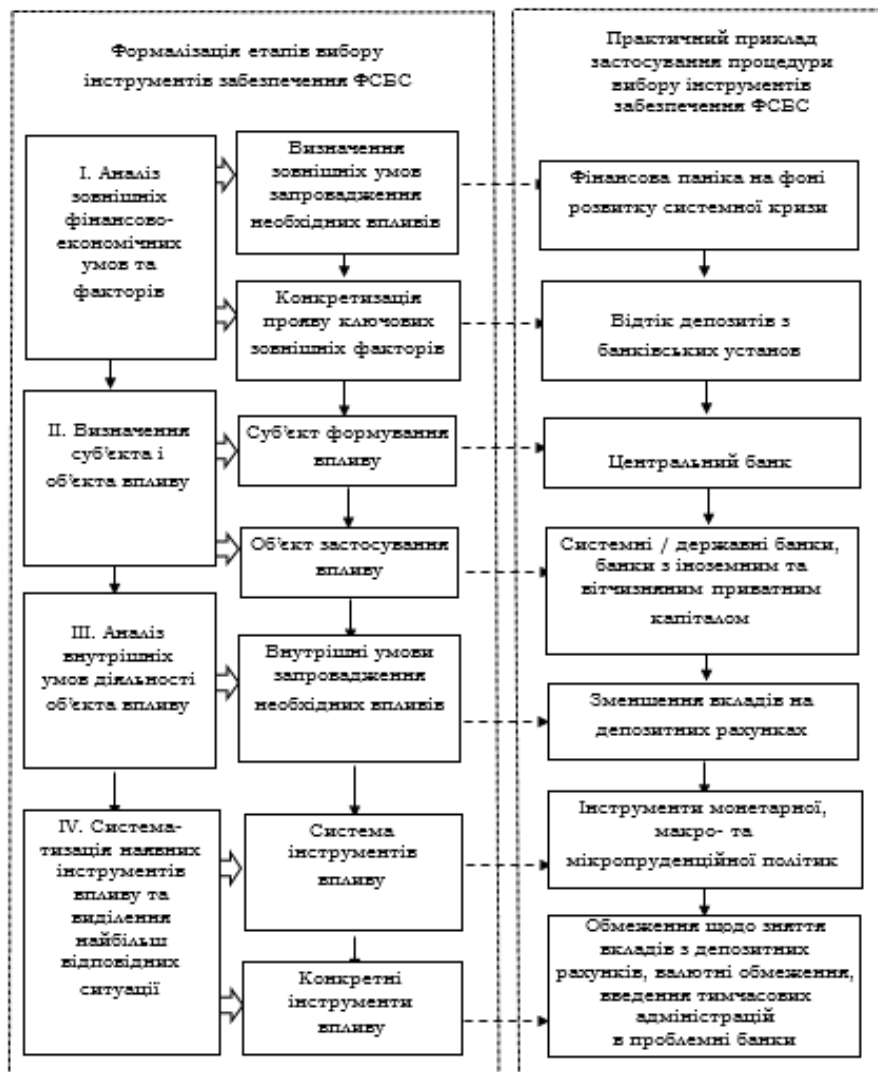 Формалізація етапів вибору
інструментів забезпечення ФСБС
I. Аналіз
зовнішніх
фінансово-
економічних
умов та
факторів
Визначення
зовнішніх умов
запровадження
необхідних впливів
Конкретизація
прояву ключових
зовнішніх факторів
II. Визначення
суб'єкта і
об'єкта впливу
Суб'єкт формування
впливу
Об'єкт застосування
впливу
III. Аналіз
внутрішніх
умов діяльності
об'єкта впливу
Внутрішні умови
запровадження
необхідних впливів
IV. Система-
тизація наявних
інструментів
впливу та
виділення
найбільш
відповідних
ситуації
Система
інструментів
впливу
Конкретні
інструменти
впливу
Практичний приклад
застосування процедури
вибору інструментів
забезпечення ФСБС
Фінансова паніка на фоні
розвитку системної кризи
Відтік депозитів з
банківських установ
Центральний банк
Системні / державні банки,
банки з іноземним та
вітчизняним приватним
капіталом
Зменшення вкладів на
депозитних рахунках
Інструменти монетарної,
макро- та
мікропруденційної політик
Обмеження щодо зняття
вкладів з депозитних
рахунків, валютні обмеження,
введення тимчасових
адміністрацій
в проблемні банки